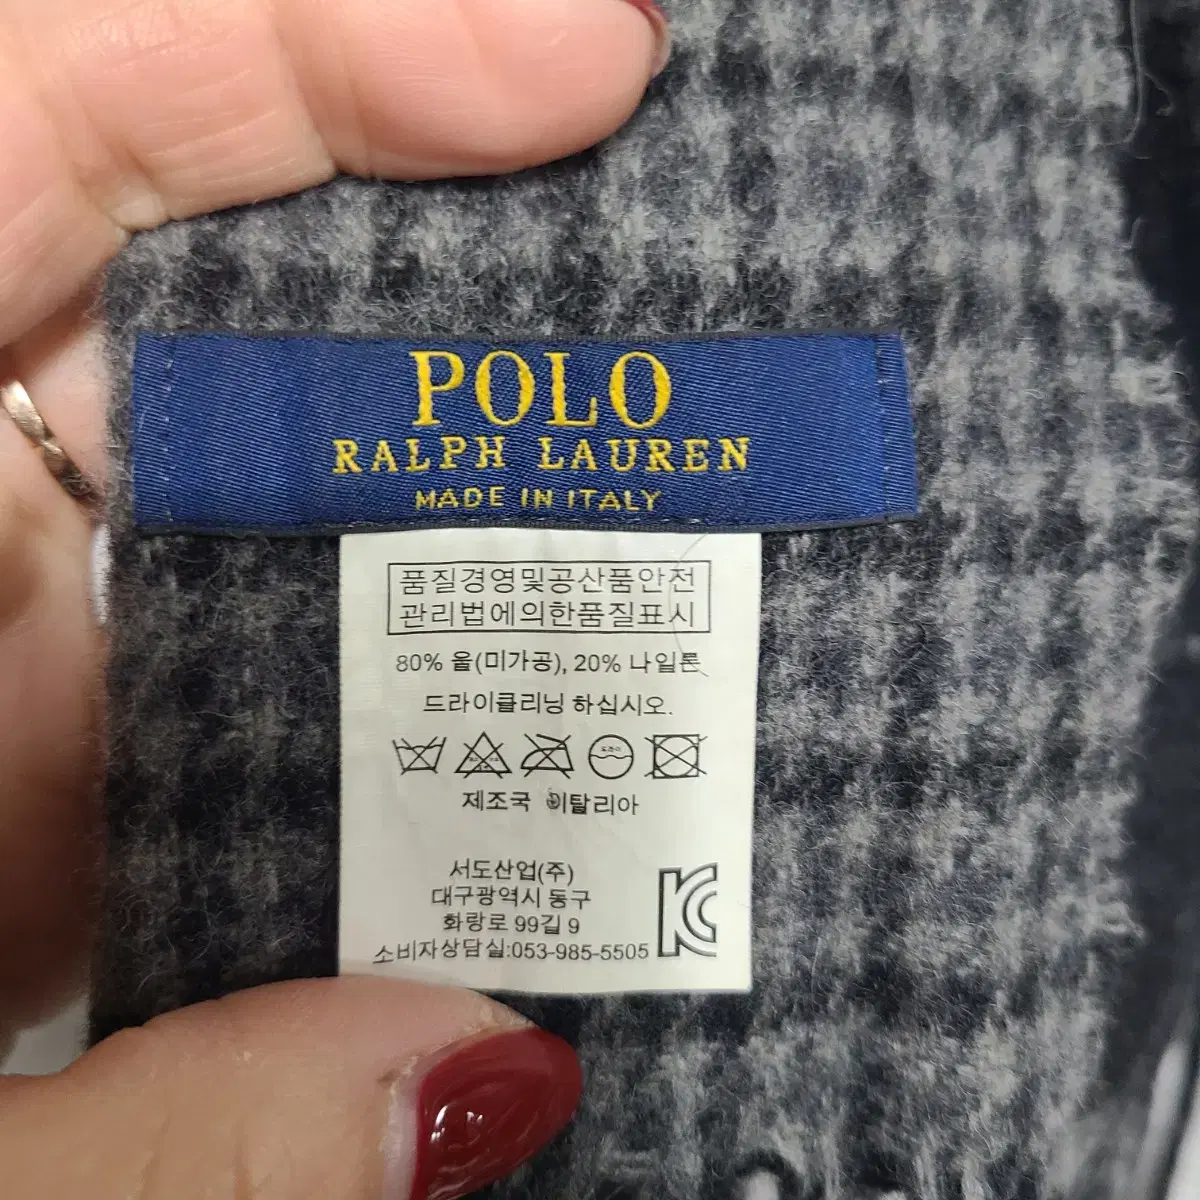 POLO
RALPH LAUREN
MADE IN ITALY
품질경영및공산품안전
관리법에의한품질표시
80% 울(미가공), 20% 나일론
드라이클리닝 하십시오.
드라이
제조국 이탈리아
서도산업(주)
대구광역시 동구
화랑로 99길 9
소비자상담실:053-985-5505
KC